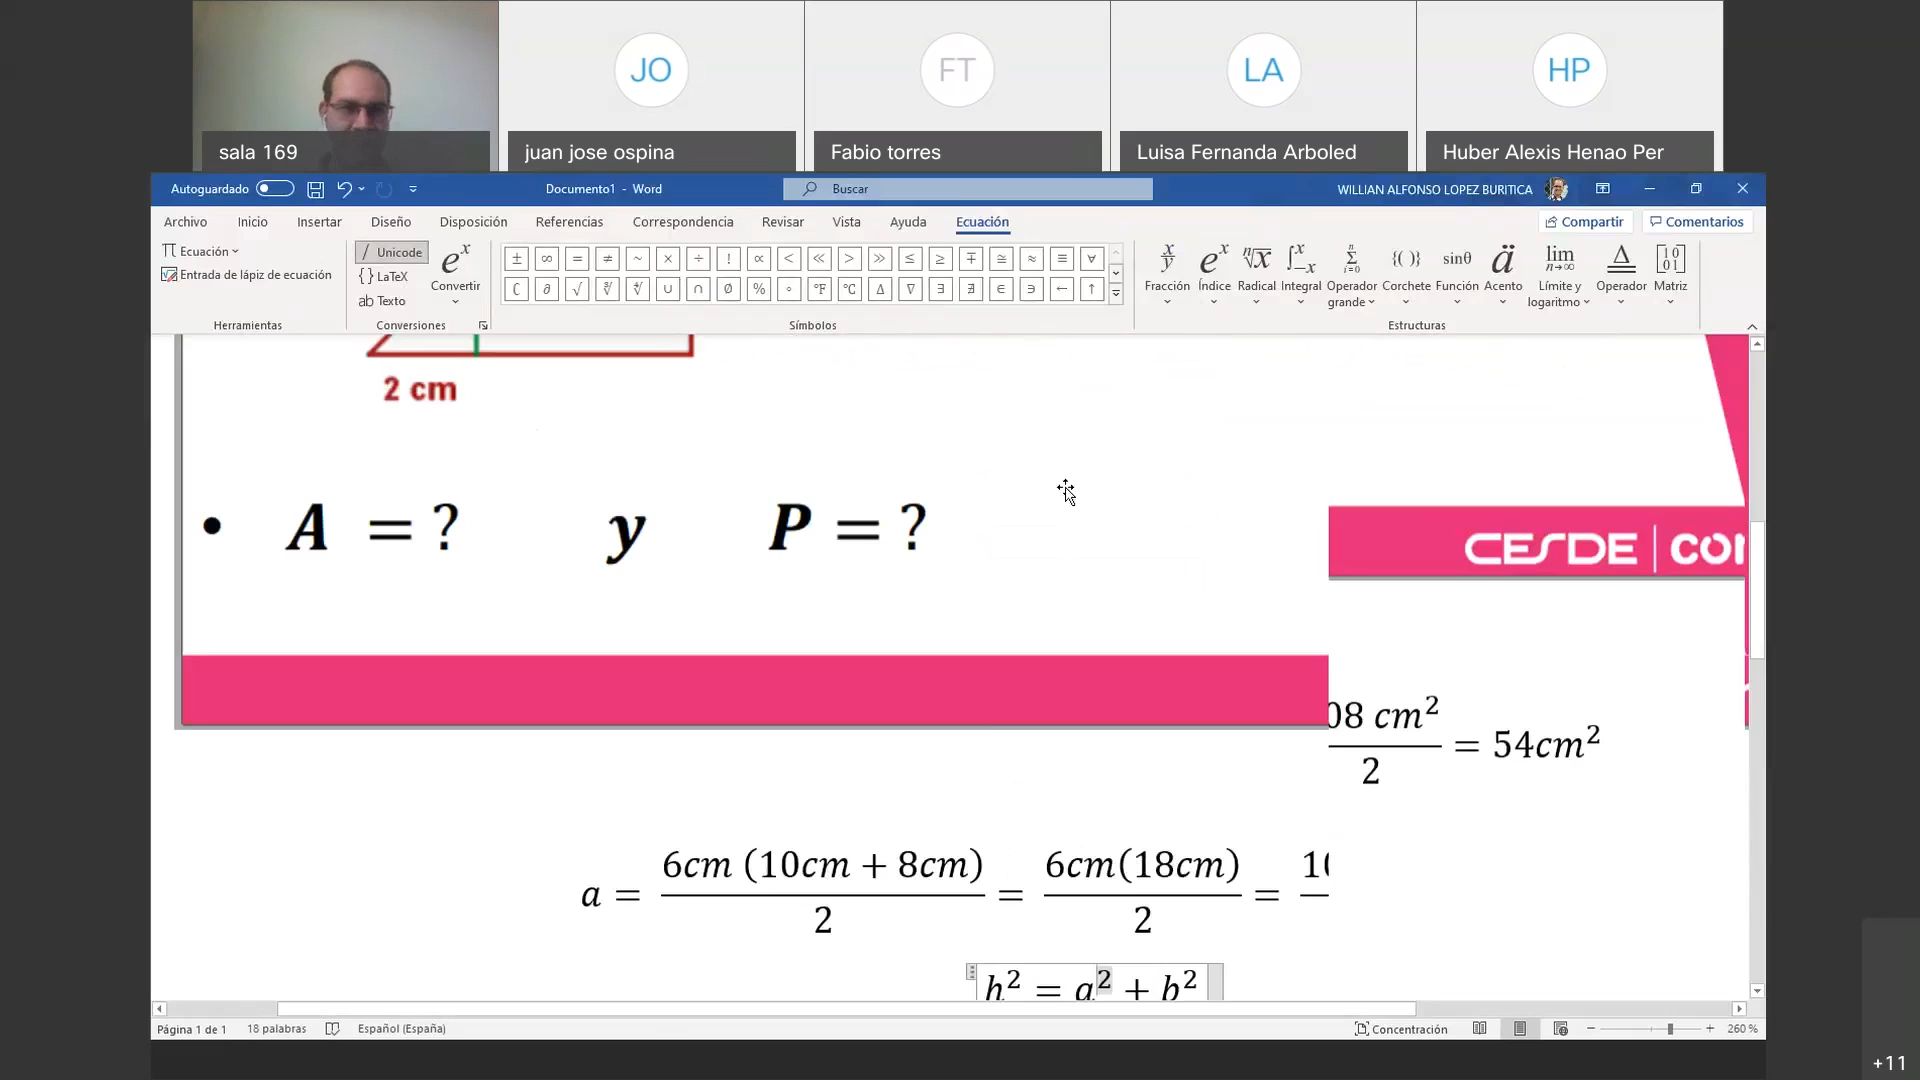 JO
FT
LA
HP
sala 169
juan jose ospina
Fabio torres
Luisa Fernanda Arboled
Huber Alexis Henao Per
Autoguardado
Documento1 - Word
Buscar
WILLIAN ALFONSO LOPEZ BURITICA
Archivo Inicio Insertar Diseño Disposición Referencias Correspondencia Revisar Vista Ayuda Ecuación
Compartir Comentarios
Ecuación
Entrada de lápiz de ecuación
Herramientas
Unicode
{} LaTeX
ab Texto
Conversiones
e^x
Convertir
± ∞ = ≠ ~ × ÷ ! ∝ < ≪ > ≫ ≤ ≥ ∓ ≅ ≈ ≡ ∀
∁ ∂ √ ∛ ∜ ∪ ∩ ∅ % ° °F °C ∆ ∇ ∃ ∄ ∈ ∋ ← ↑
Símbolos
Fracción Índice Radical Integral Operador grande Corchete Función Acento Límite y logaritmo Operador Matriz
Estructuras
2 cm
• A = ? y P = ?
CESDE | CO
08 cm² / 2 = 54cm²
a = 6cm (10cm + 8cm) / 2 = 6cm(18cm) / 2 = 1
h² = a² + b²
Página 1 de 1 18 palabras Español (España)
Concentración
260 %
+11